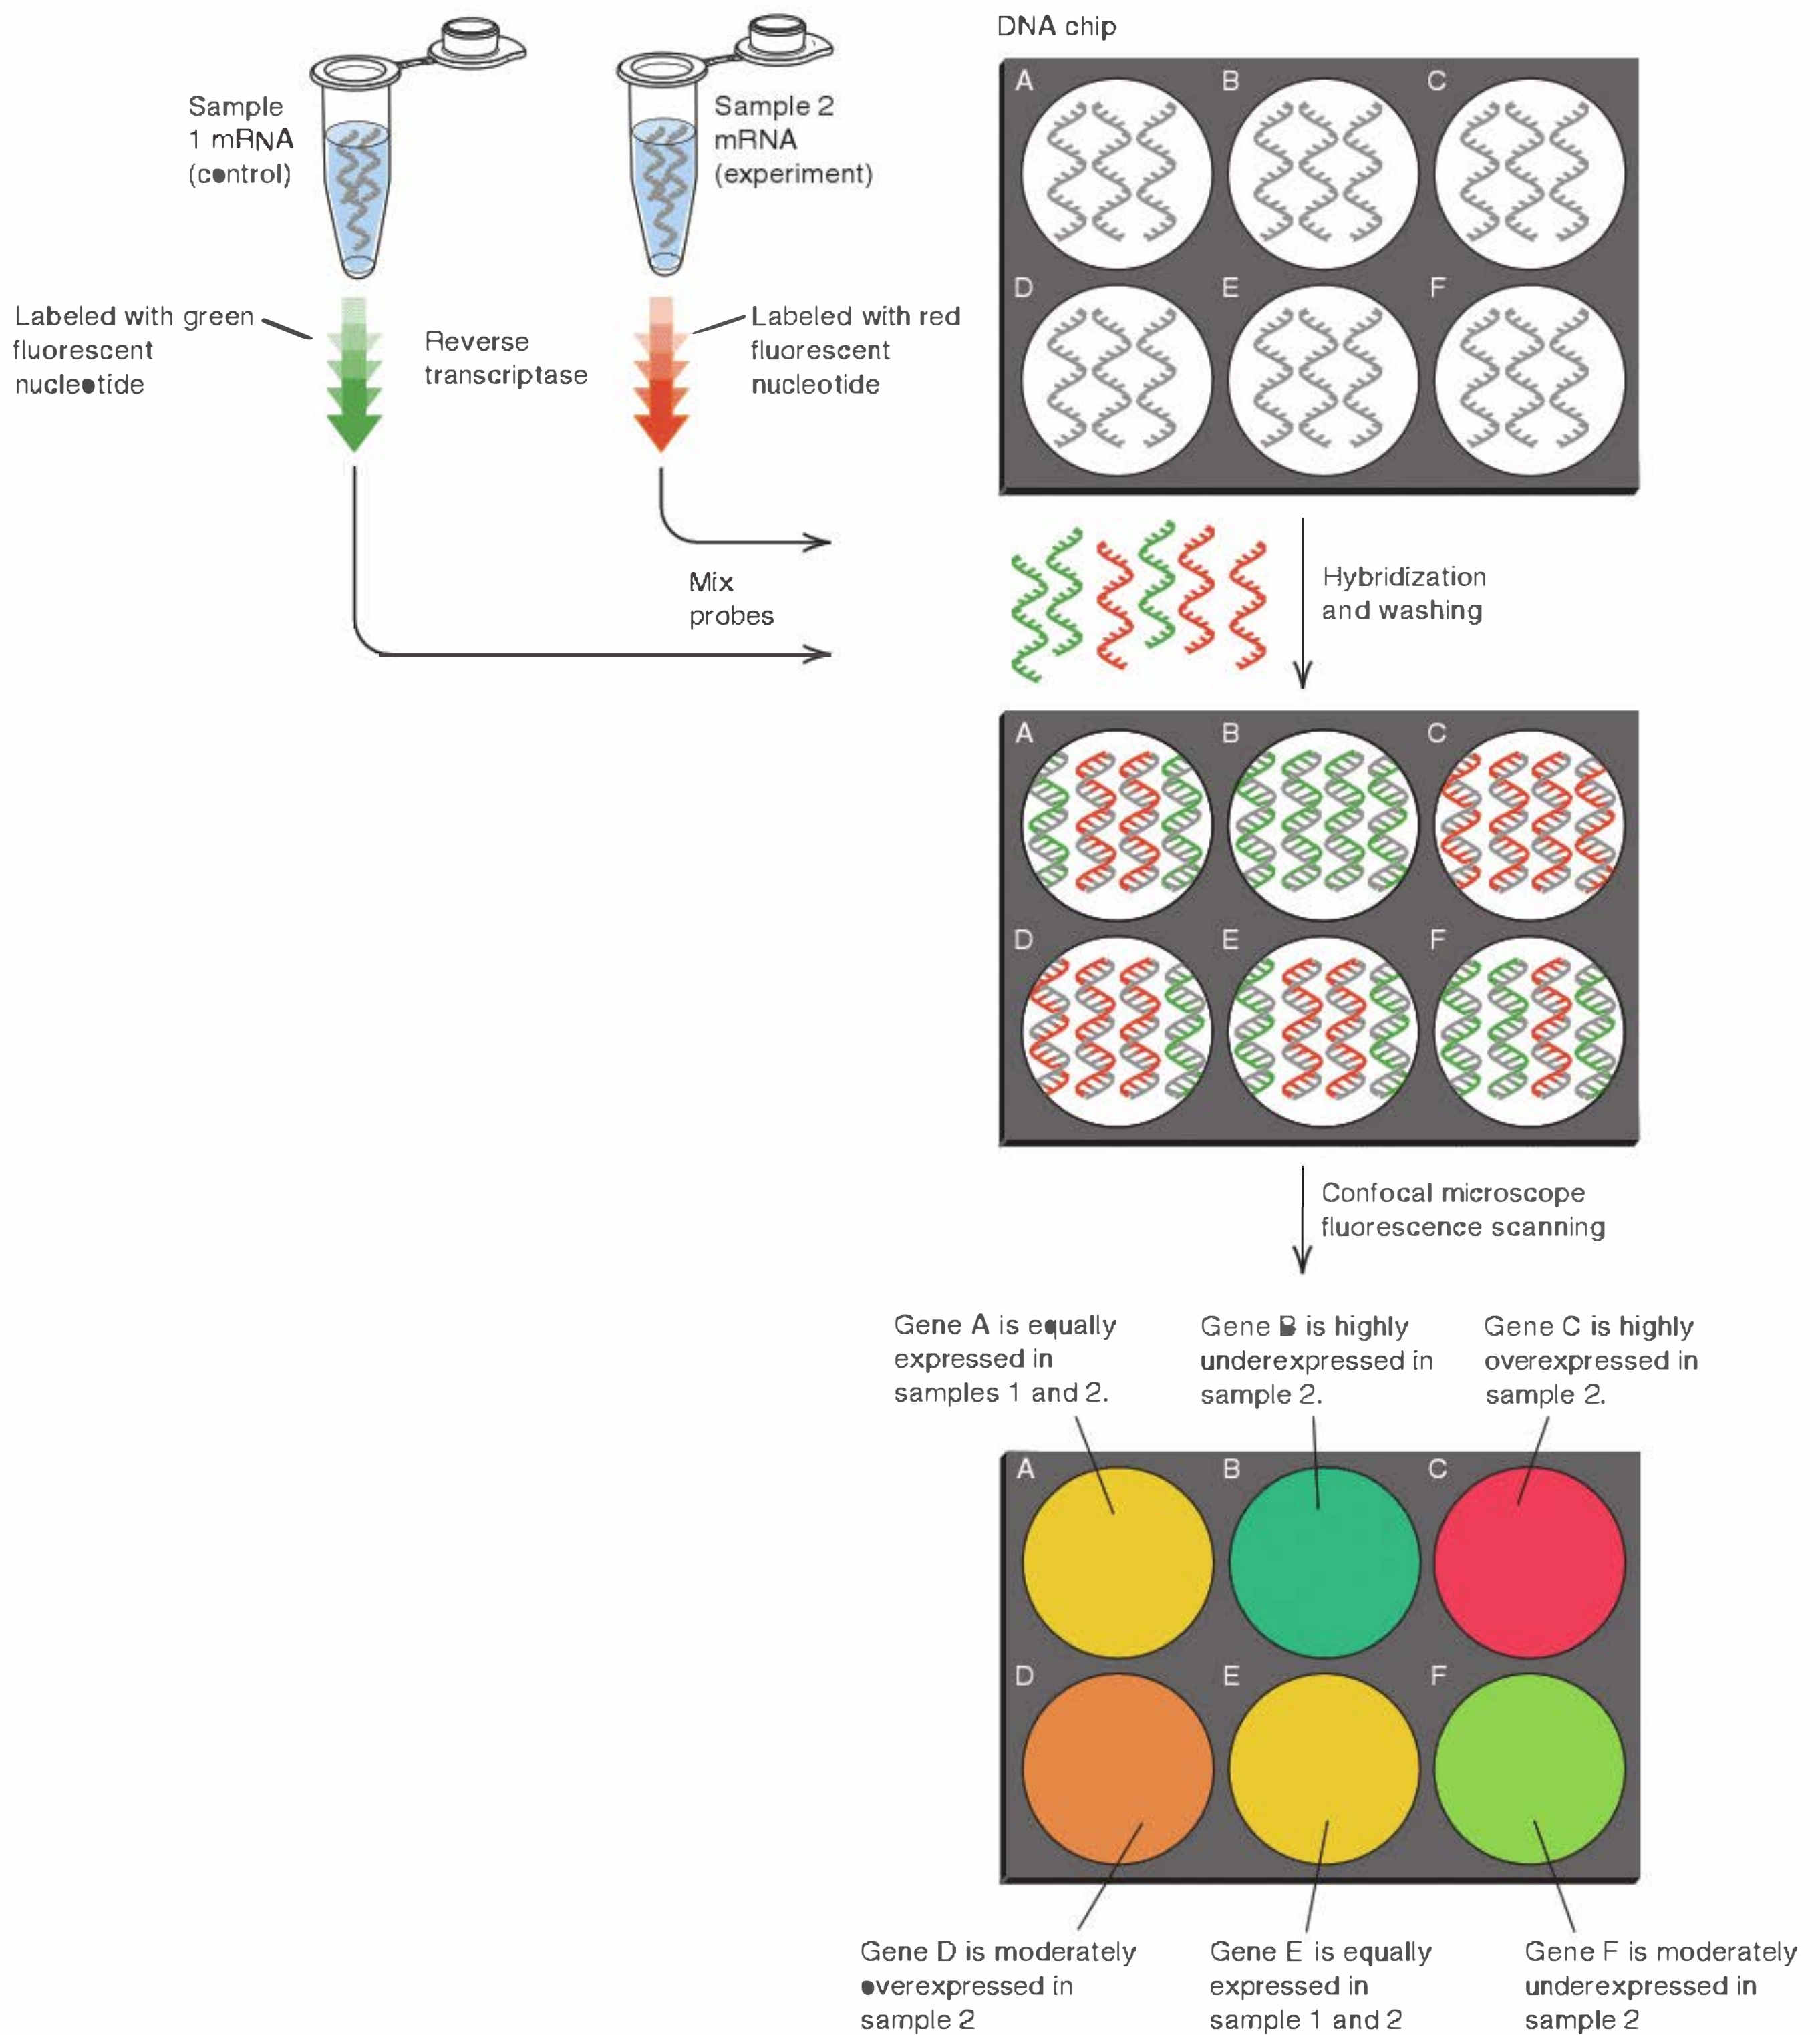 DNA chip
Sample
1 mRNA
(control)
Sample 2
mRNA
(experiment)
A
B
C
D
E
F
Labeled with green
fluorescent
nucleotide
Reverse
transcriptase
Labeled with red
fluorescent
nucleotide
Mix
probes
Hybridization
and washing
A
B
C
D
E
F
Confocal microscope
fluorescence scanning
Gene A is equally
expressed in
samples 1 and 2.
Gene B is highly
underexpressed in
sample 2.
Gene C is highly
overexpressed in
sample 2.
A
B
C
D
E
F
Gene D is moderately
overexpressed in
sample 2
Gene E is equally
expressed in
sample 1 and 2
Gene F is moderately
underexpressed in
sample 2